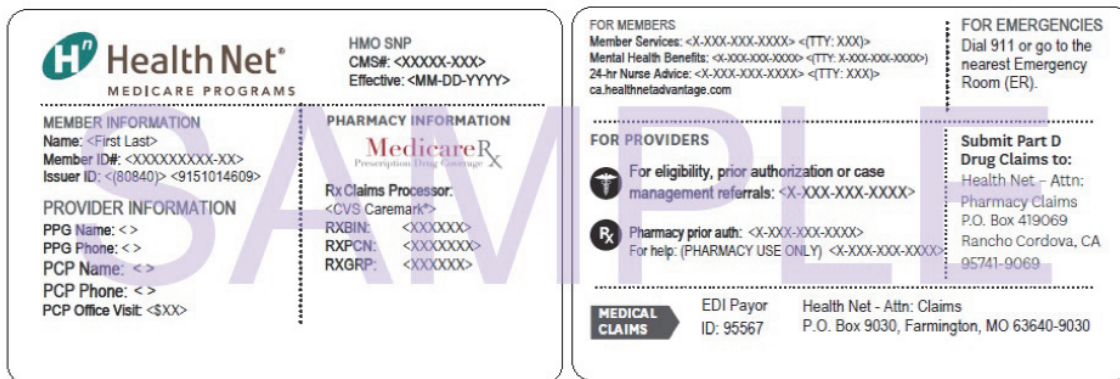 Hn Health Net®
MEDICARE PROGRAMS
HMO SNP
CMS#: <XXXXX-XXX>
Effective: <MM-DD-YYYY>
MEMBER INFORMATION
Name: <First Last>
Member ID#: <XXXXXXXXX-XX>
Issuer ID: <(80840)> <9151014609>
PROVIDER INFORMATION
PPG Name: < >
PPG Phone: < >
PCP Name: < >
PCP Phone: < >
PCP Office Visit: <$XX>
PHARMACY INFORMATION
MedicareRx
Prescription Drug Coverage
Rx Claims Processor:
<CVS Caremark®>
RXBIN: <XXXXXX>
RXPCN: <XXXXXXX>
RXGRP: <XXXXXX>
FOR MEMBERS
Member Services: <X-XXX-XXX-XXXX> <(TTY: XXX)>
Mental Health Benefits: <X-XXX-XXX-XXXX> <(TTY: X-XXX-XXX-XXXX>)
24-hr Nurse Advice: <X-XXX-XXX-XXXX> <(TTY: XXX)>
ca.healthnetadvantage.com
FOR EMERGENCIES
Dial 911 or go to the
nearest Emergency
Room (ER).
FOR PROVIDERS
For eligibility, prior authorization or case
management referrals: <X-XXX-XXX-XXXX>
Rx
Pharmacy prior auth: <X-XXX-XXX-XXXX>
For help: (PHARMACY USE ONLY) <X-XXX-XXX-XXXX>
Submit Part D
Drug Claims to:
Health Net – Attn:
Pharmacy Claims
P.O. Box 419069
Rancho Cordova, CA
95741-9069
MEDICAL
CLAIMS
EDI Payor
ID: 95567
Health Net - Attn: Claims
P.O. Box 9030, Farmington, MO 63640-9030
SAMPLE